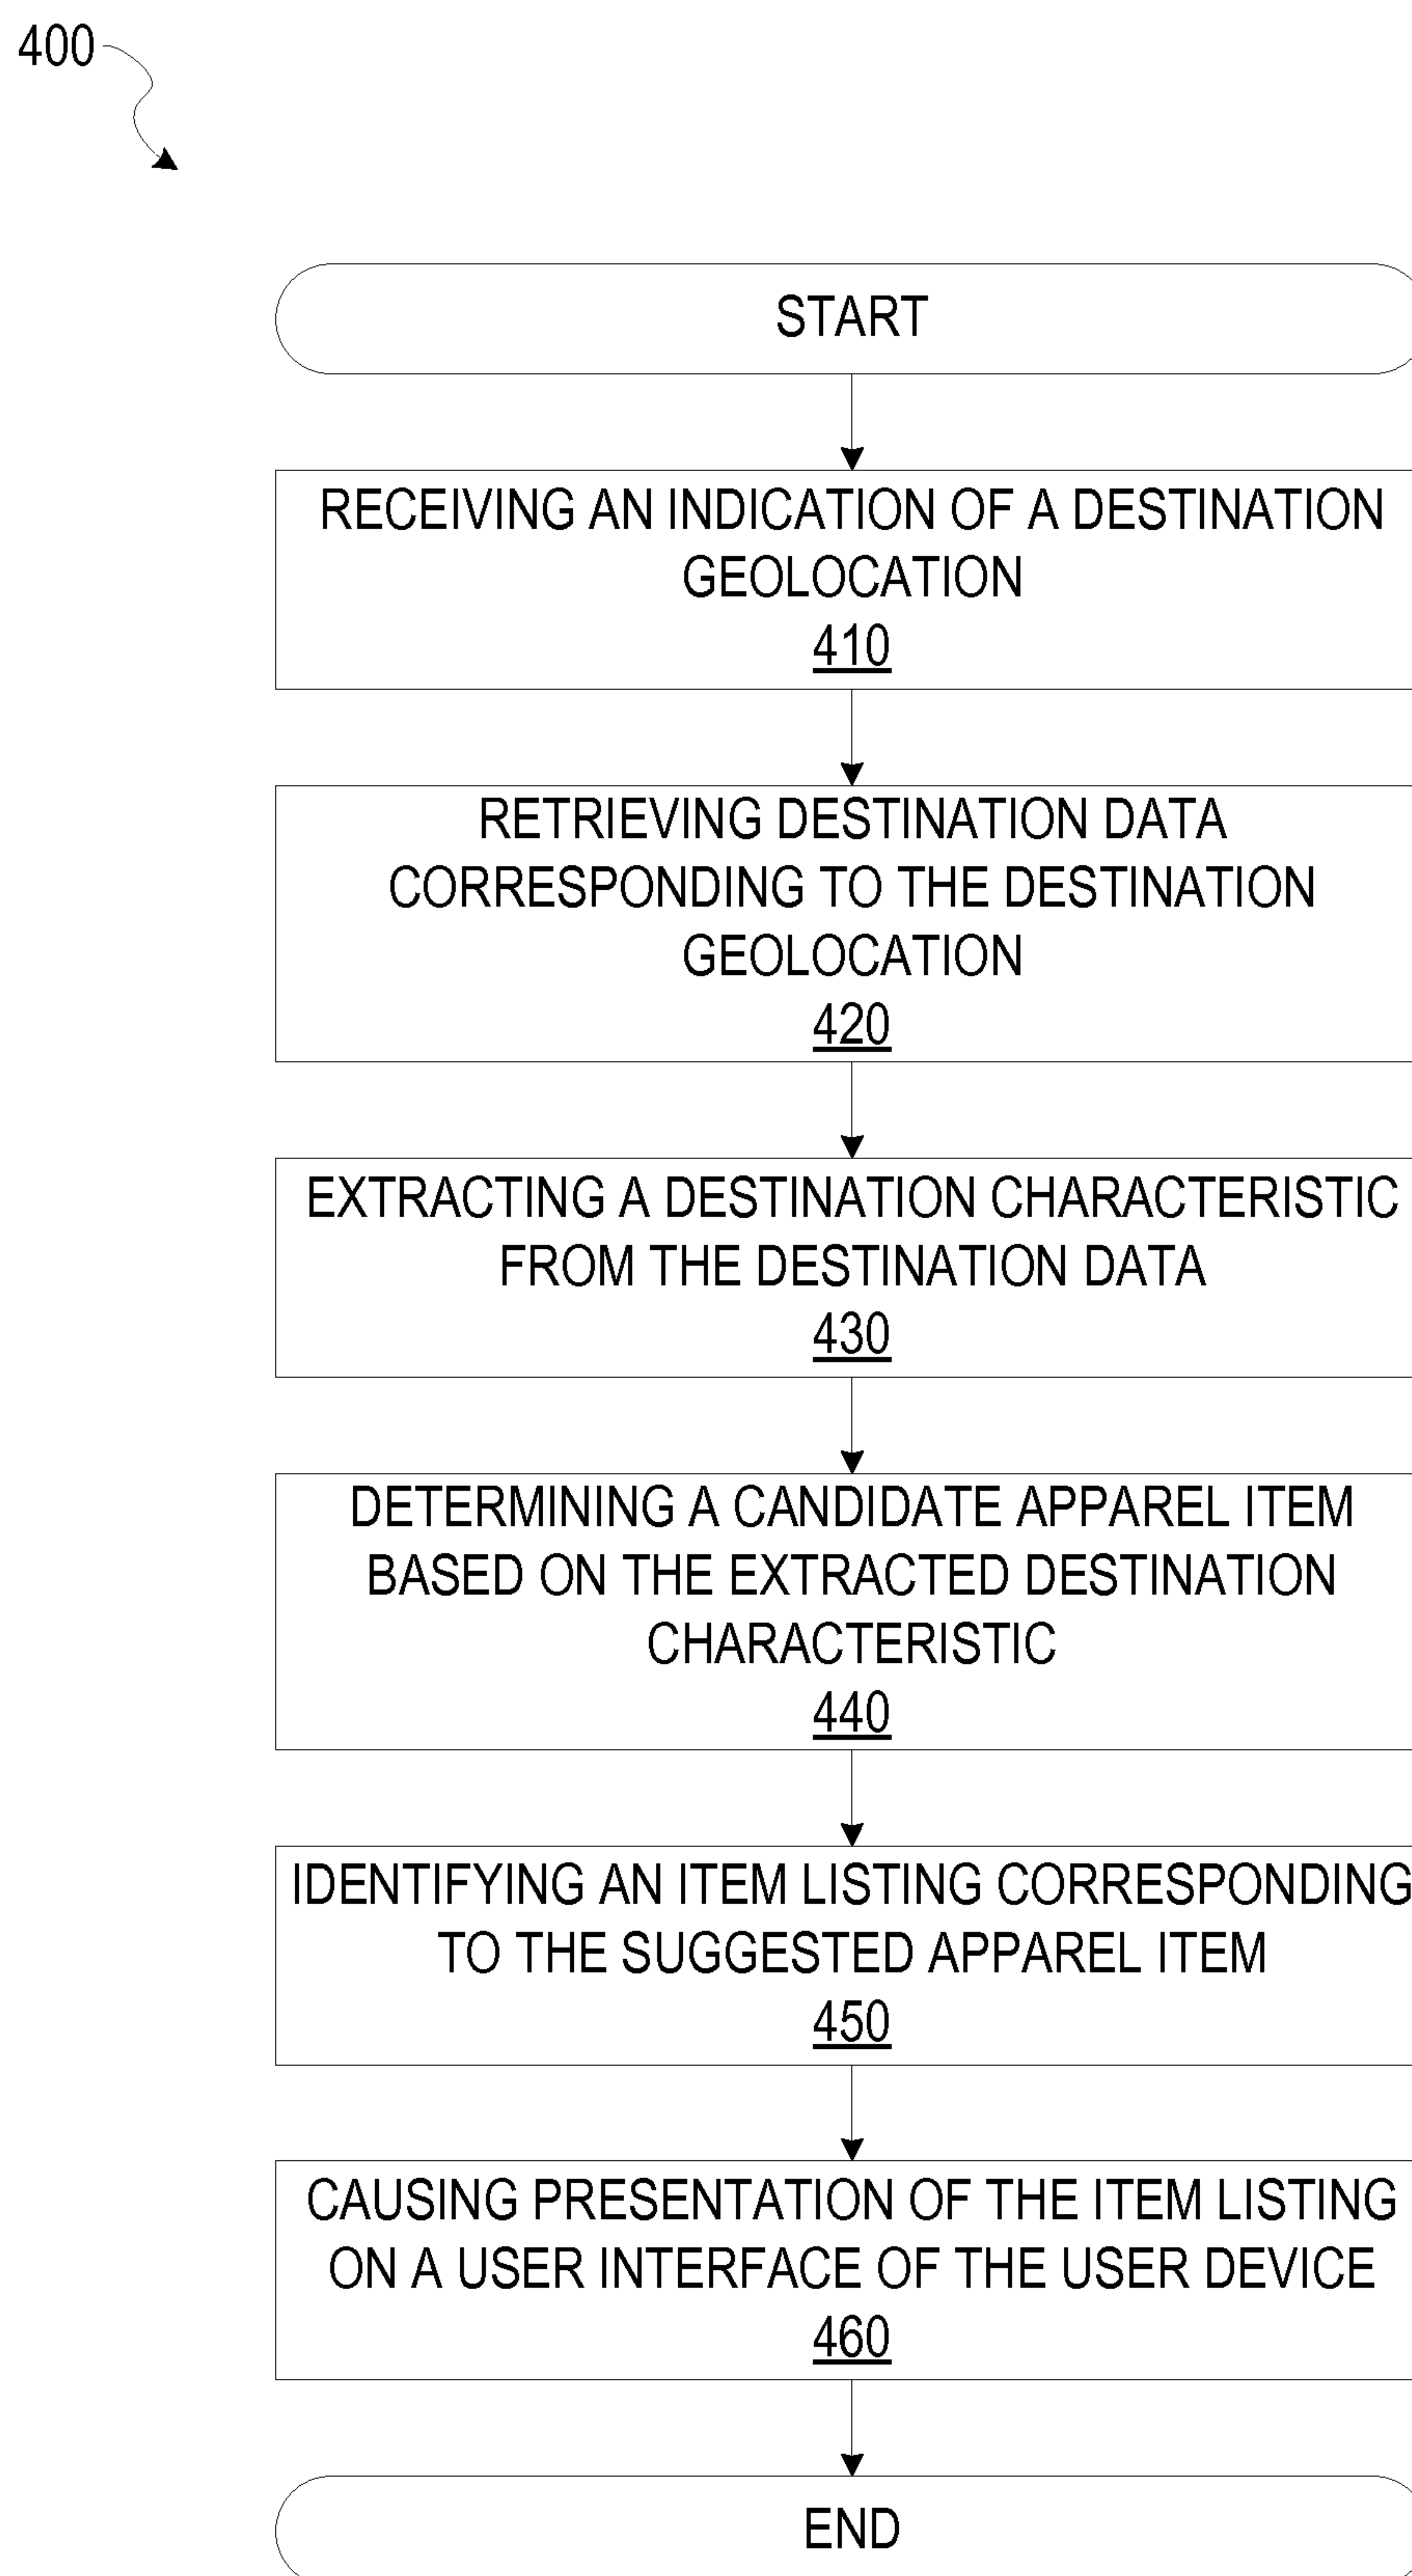 400
START
RECEIVING AN INDICATION OF A DESTINATION
GEOLOCATION
410
RETRIEVING DESTINATION DATA
CORRESPONDING TO THE DESTINATION
GEOLOCATION
420
EXTRACTING A DESTINATION CHARACTERISTIC
FROM THE DESTINATION DATA
430
DETERMINING A CANDIDATE APPAREL ITEM
BASED ON THE EXTRACTED DESTINATION
CHARACTERISTIC
440
IDENTIFYING AN ITEM LISTING CORRESPONDING
TO THE SUGGESTED APPAREL ITEM
450
CAUSING PRESENTATION OF THE ITEM LISTING
ON A USER INTERFACE OF THE USER DEVICE
460
END